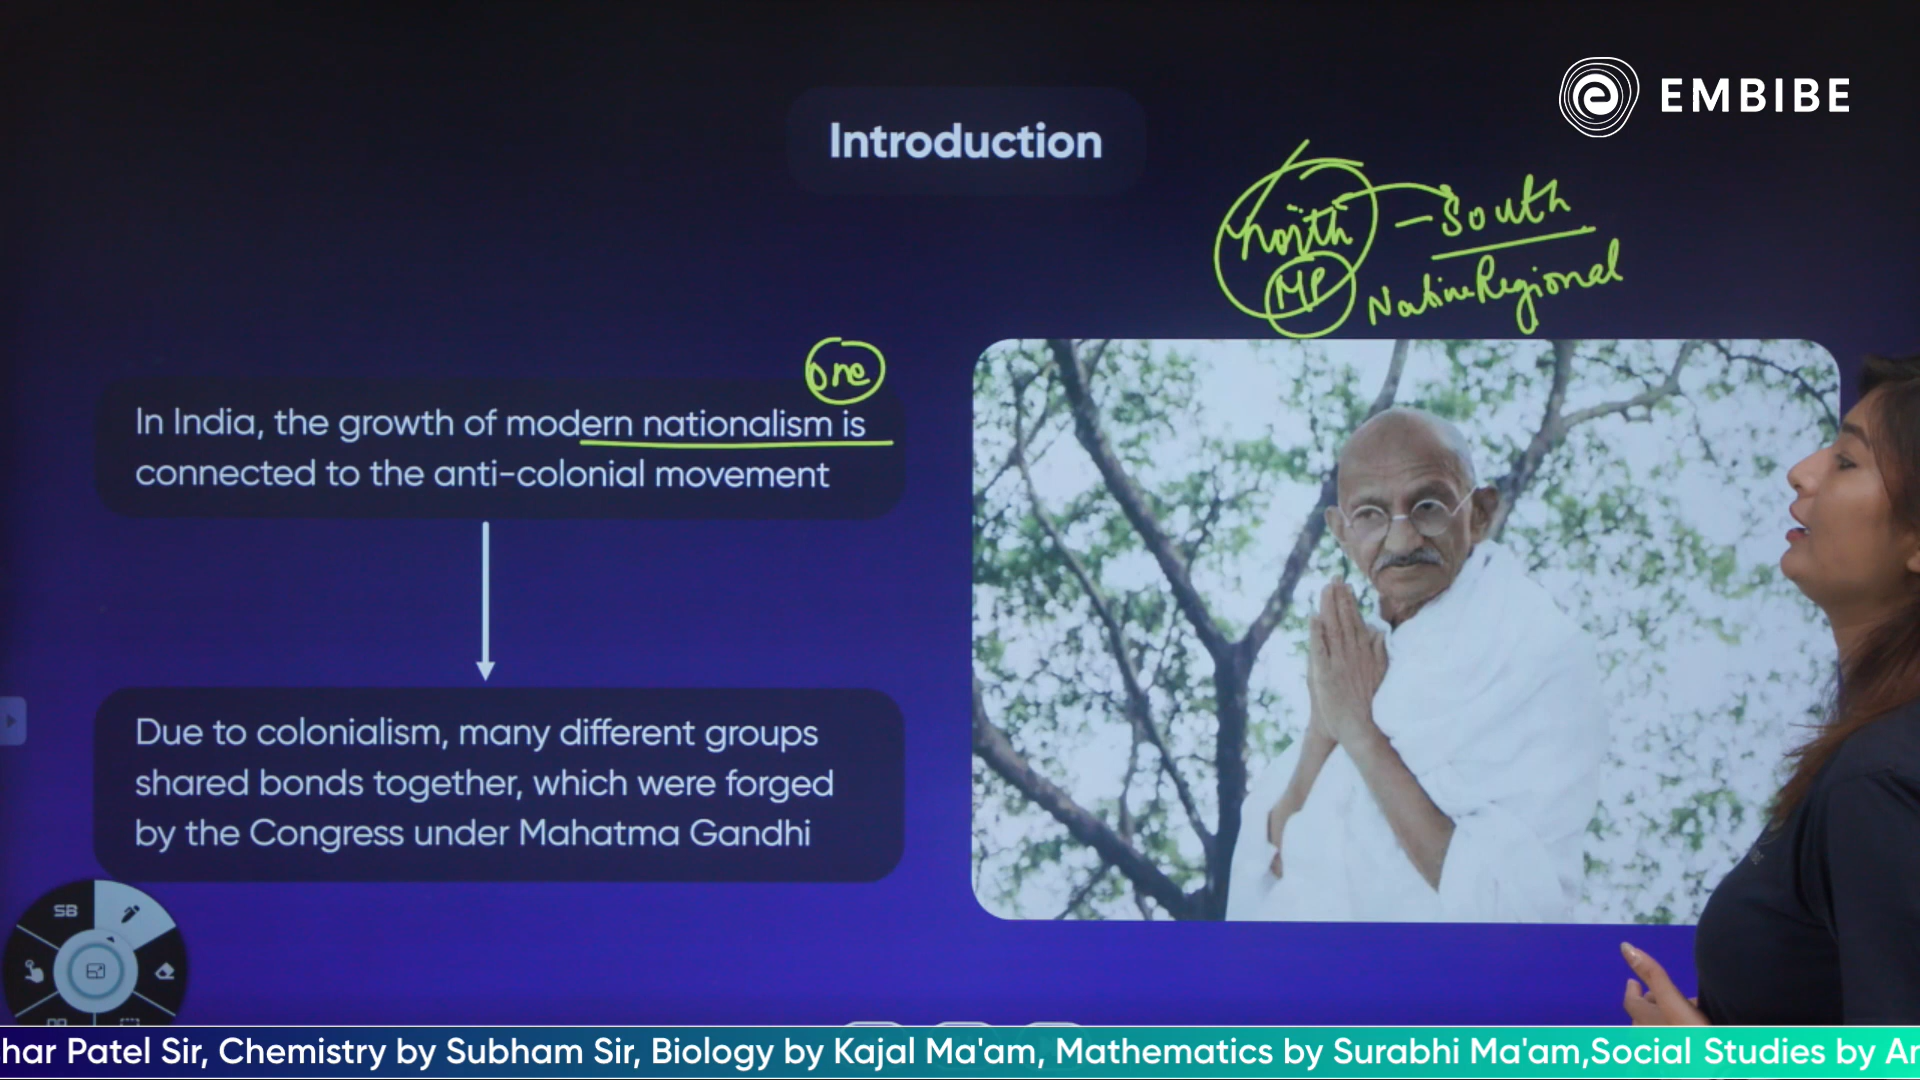 EMBIBE
Introduction
North – South
MP Native Regional
one
In India, the growth of modern nationalism is
connected to the anti-colonial movement
Due to colonialism, many different groups
shared bonds together, which were forged
by the Congress under Mahatma Gandhi
SB
har Patel Sir, Chemistry by Subham Sir, Biology by Kajal Ma'am, Mathematics by Surabhi Ma'am,Social Studies by Ar